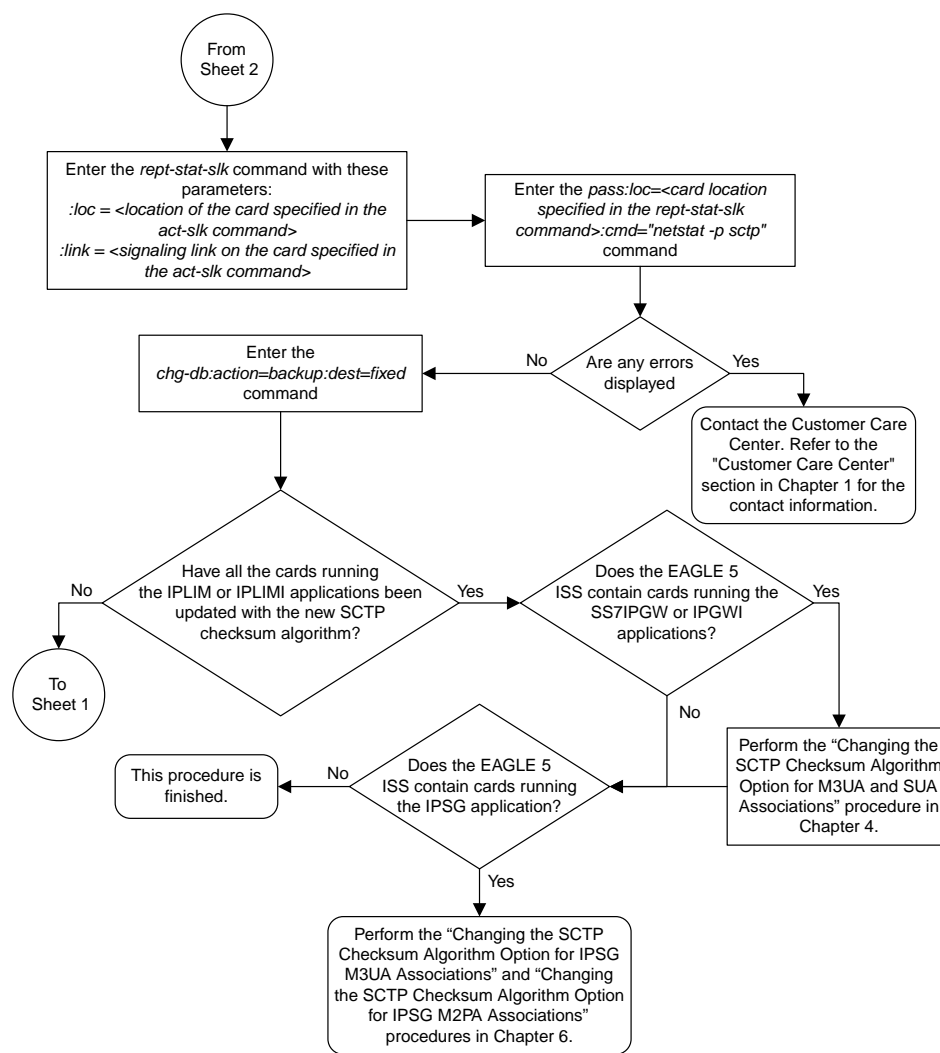 From
Sheet 2
Enter the rept-stat-slk command with these
parameters:
:loc = <location of the card specified in the
act-slk command>
:link = <signaling link on the card specified in
the act-slk command>
Enter the pass:loc=<card location
specified in the rept-stat-slk
command>:cmd="netstat -p sctp"
command
Are any errors
displayed
No
Yes
Enter the
chg-db:action=backup:dest=fixed
command
Contact the Customer Care
Center. Refer to the
"Customer Care Center"
section in Chapter 1 for the
contact information.
Have all the cards running
the IPLIM or IPLIMI applications been
updated with the new SCTP
checksum algorithm?
No
Yes
To
Sheet 1
Does the EAGLE 5
ISS contain cards running the
SS7IPGW or IPGWI
applications?
Yes
No
Perform the “Changing the
SCTP Checksum Algorithm
Option for M3UA and SUA
Associations” procedure in
Chapter 4.
Does the EAGLE 5
ISS contain cards running
the IPSG application?
No
This procedure is
finished.
Yes
Perform the “Changing the SCTP
Checksum Algorithm Option for IPSG
M3UA Associations” and “Changing
the SCTP Checksum Algorithm Option
for IPSG M2PA Associations”
procedures in Chapter 6.